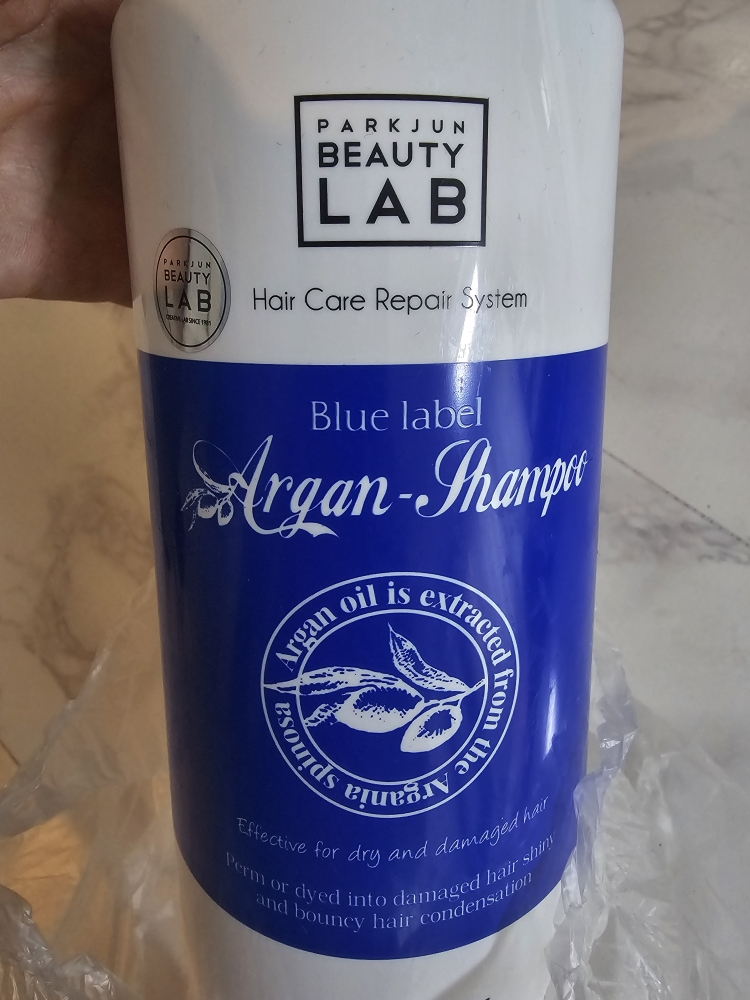 PARKJUN
BEAUTY
LAB
PARKJUN
BEAUTY
LAB
Hair Care Repair System
Blue label
Argan-Shampoo
Argan oil is extracted from the Argania spinosa
Effective for dry and damaged hair
Perm or dyed into damaged hair shiny
and bouncy hair condensation